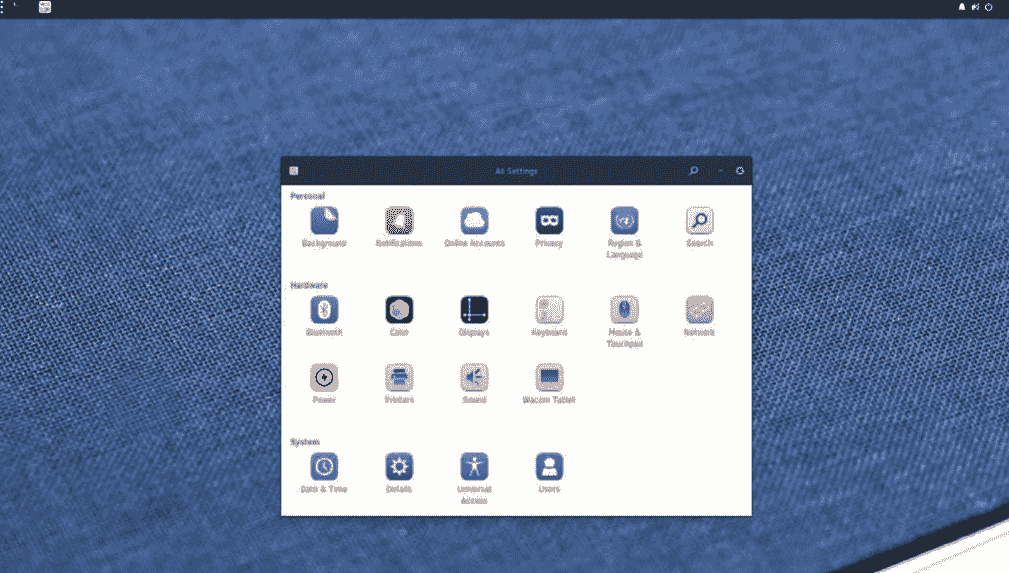 All Settings
Personal
Background
Notifications
Online Accounts
Privacy
Region &
Language
Search
Hardware
Bluetooth
Color
Displays
Keyboard
Mouse &
Touchpad
Network
Power
Printers
Sound
Wacom Tablet
System
Date & Time
Details
Universal
Access
Users